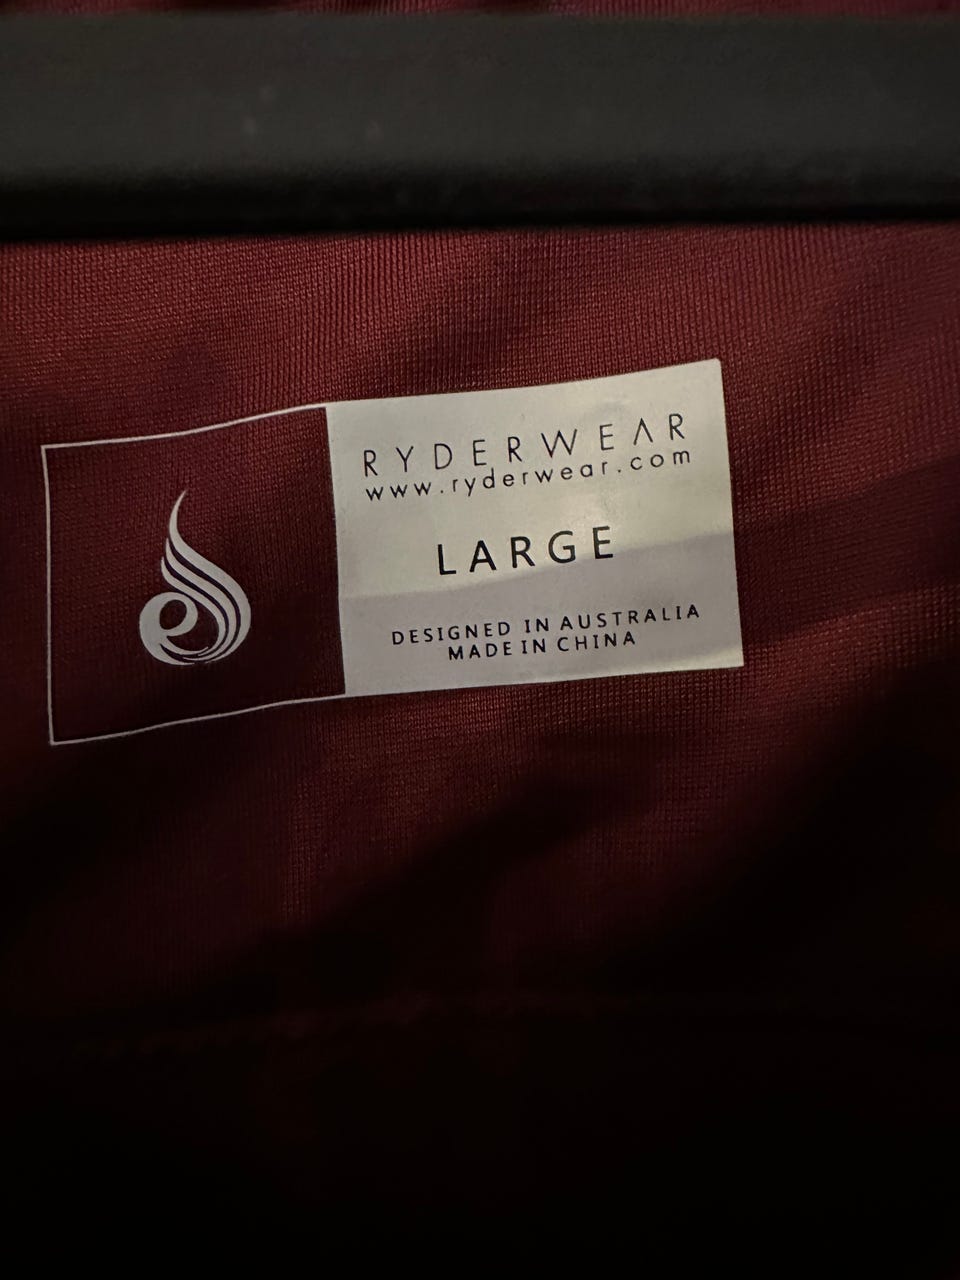 RYDERWEAR
www.ryderwear.com
LARGE
DESIGNED IN AUSTRALIA
MADE IN CHINA